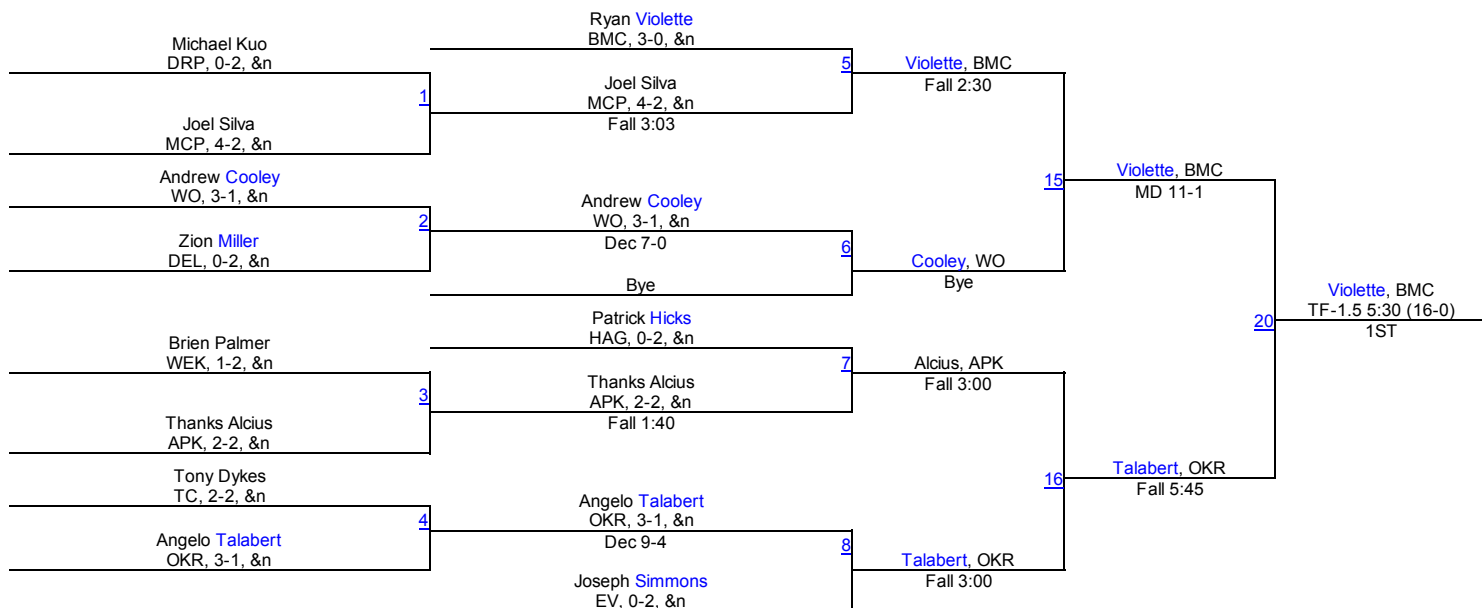 Michael Kuo
DRP, 0-2, &n
1
Joel Silva
MCP, 4-2, &n
Andrew Cooley
WO, 3-1, &n
2
Zion Miller
DEL, 0-2, &n
Brien Palmer
WEK, 1-2, &n
3
Thanks Alcius
APK, 2-2, &n
Tony Dykes
TC, 2-2, &n
4
Angelo Talabert
OKR, 3-1, &n
Ryan Violette
BMC, 3-0, &n
5
Joel Silva
MCP, 4-2, &n
Fall 3:03
Andrew Cooley
WO, 3-1, &n
Dec 7-0
6
Bye
Patrick Hicks
HAG, 0-2, &n
7
Thanks Alcius
APK, 2-2, &n
Fall 1:40
Angelo Talabert
OKR, 3-1, &n
Dec 9-4
8
Joseph Simmons
EV, 0-2, &n
Violette, BMC
Fall 2:30
15
Cooley, WO
Bye
Alcius, APK
Fall 3:00
16
Talabert, OKR
Fall 3:00
Violette, BMC
MD 11-1
20
Talabert, OKR
Fall 5:45
Violette, BMC
TF-1.5 5:30 (16-0)
1ST